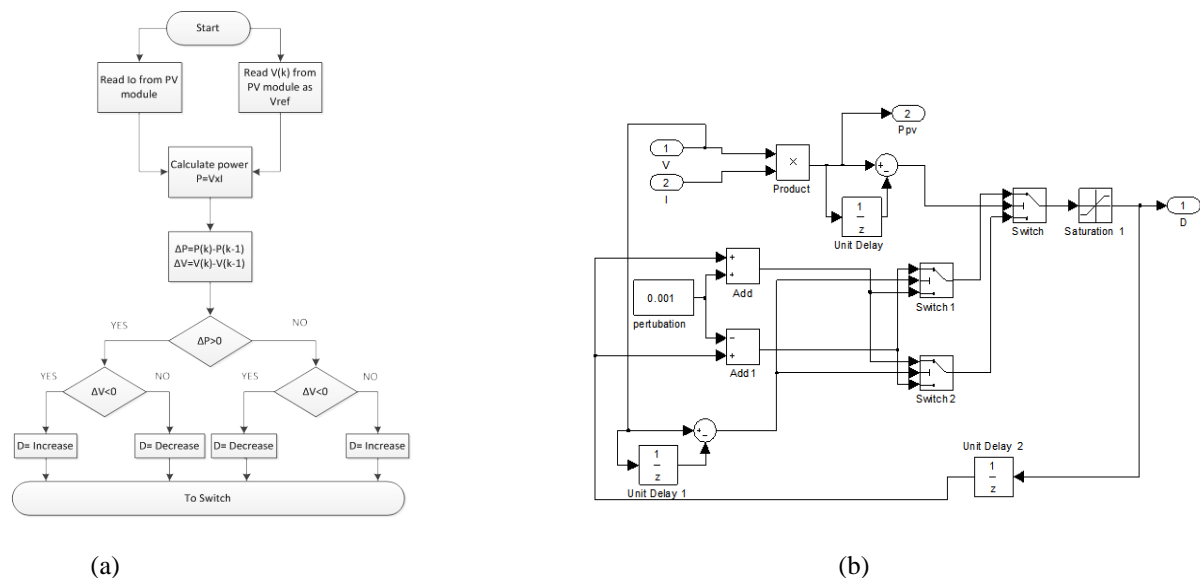 Start
Read Io from PV
module
Read V(k) from
PV module as
Vref
Calculate power
P=VxI
ΔP=P(k)-P(k-1)
ΔV=V(k)-V(k-1)
YES
NO
ΔP>0
YES
NO
YES
NO
ΔV<0
ΔV<0
D= Increase
D= Decrease
D= Decrease
D= Increase
To Switch
(a)
2
Ppv
1
V
2
I
×
Product
+
-
1
z
Unit Delay
Switch
Saturation 1
1
D
+
+
Add
0.001
pertubation
-
+
Add 1
Switch 1
Switch 2
+
-
1
z
Unit Delay 1
Unit Delay 2
1
z
(b)